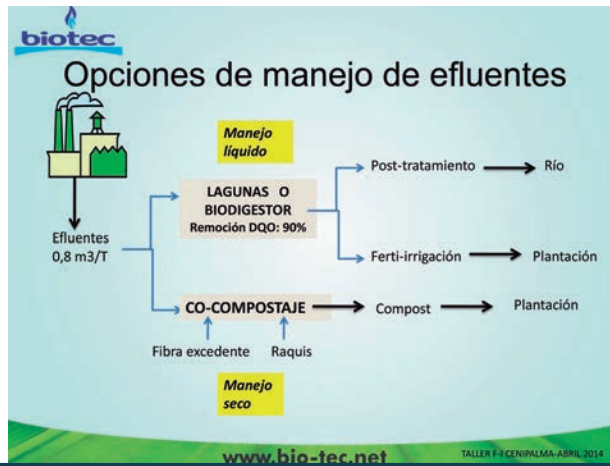 biotec
Opciones de manejo de efluentes
Manejo
líquido
Post-tratamiento
Río
LAGUNAS O
BIODIGESTOR
Remoción DQO: 90%
Efluentes
0,8 m3/T
Ferti-irrigación
Plantación
CO-COMPOSTAJE
Compost
Plantación
Fibra excedente
Raquis
Manejo
seco
www.bio-tec.net
TALLER F-I CENIPALMA-ABRIL 2014